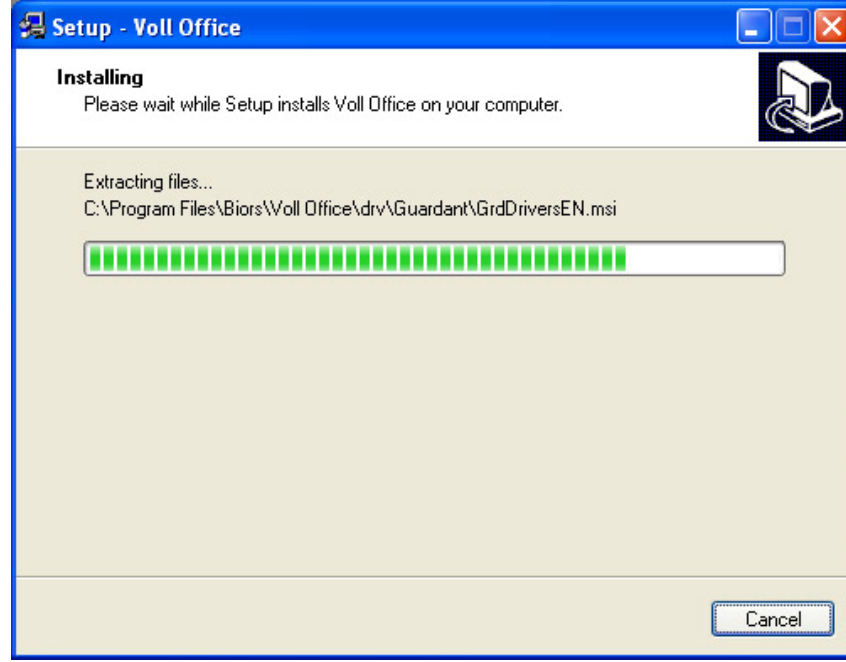 Setup - Voll Office
Installing
Please wait while Setup installs Voll Office on your computer.
Extracting files...
C:\Program Files\Biors\Voll Office\drv\Guardant\GrdDriversEN.msi
Cancel